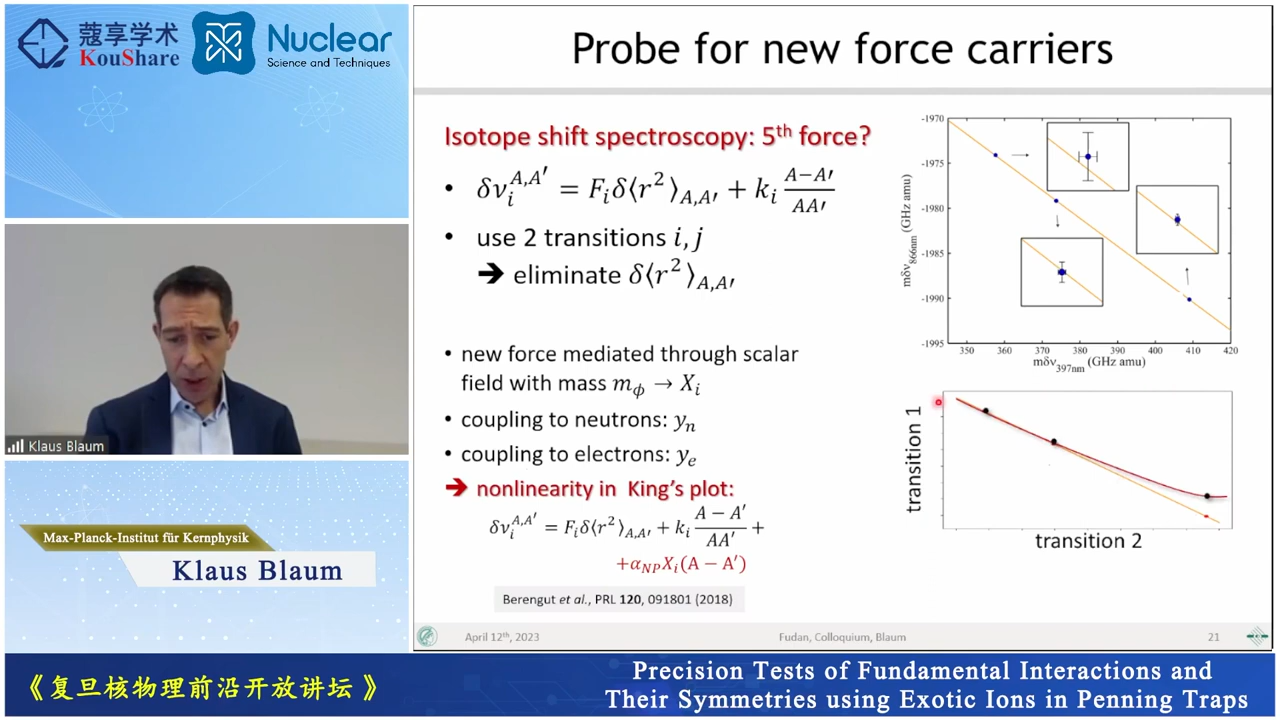 蔻享学术
KouShare
Nuclear
Science and Techniques
Klaus Blaum
Max-Planck-Institut für Kernphysik
Klaus Blaum
Probe for new force carriers
Isotope shift spectroscopy: 5th force?
• δν_i^{A,A'} = F_i δ⟨r²⟩_{A,A'} + k_i (A−A')/(AA')
• use 2 transitions i, j
➔ eliminate δ⟨r²⟩_{A,A'}
• new force mediated through scalar
field with mass m_ϕ → X_i
• coupling to neutrons: y_n
• coupling to electrons: y_e
➔ nonlinearity in King's plot:
δν_i^{A,A'} = F_i δ⟨r²⟩_{A,A'} + k_i (A − A')/(AA') +
+α_{NP} X_i (A − A')
Berengut et al., PRL 120, 091801 (2018)
-1970
-1975
-1980
-1985
-1990
-1995
mδν866nm (GHz amu)
350 360 370 380 390 400 410 420
mδν397nm (GHz amu)
transition 1
transition 2
April 12th, 2023
Fudan, Colloquium, Blaum
21
《复旦核物理前沿开放讲坛》
Precision Tests of Fundamental Interactions and
Their Symmetries using Exotic Ions in Penning Traps